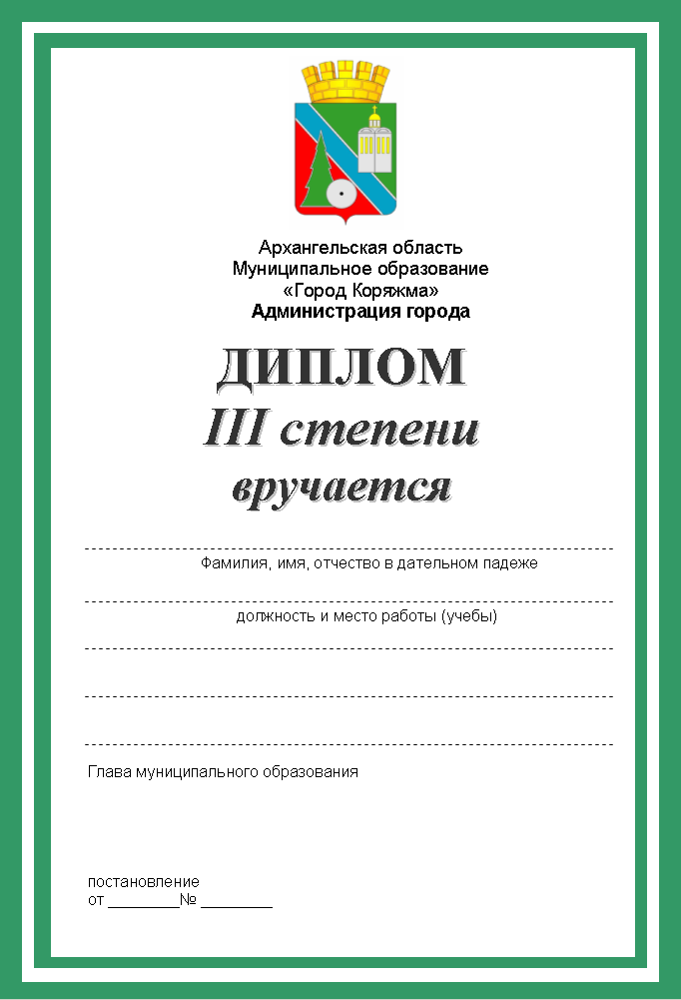 Архангельская область
Муниципальное образование
«Город Коряжма»
Администрация города
ДИПЛОМ
III степени
вручается
Фамилия, имя, отчество в дательном падеже
должность и место работы (учебы)
Глава муниципального образования
постановление
от ________№ ________